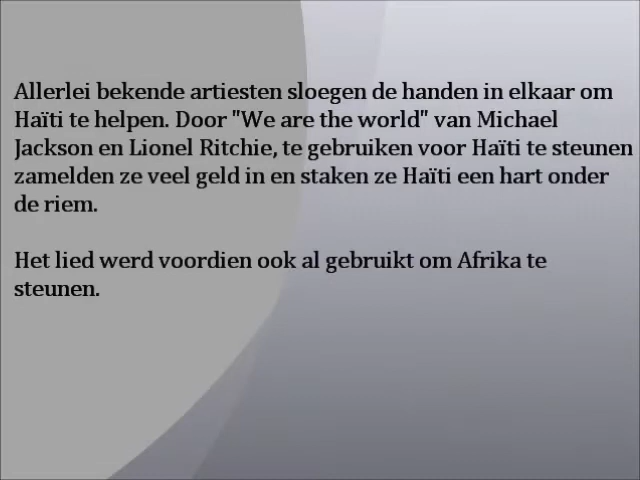 Allerlei bekende artiesten sloegen de handen in elkaar om
Haïti te helpen. Door "We are the world" van Michael
Jackson en Lionel Ritchie, te gebruiken voor Haïti te steunen
zamelden ze veel geld in en staken ze Haïti een hart onder
de riem.
Het lied werd voordien ook al gebruikt om Afrika te
steunen.